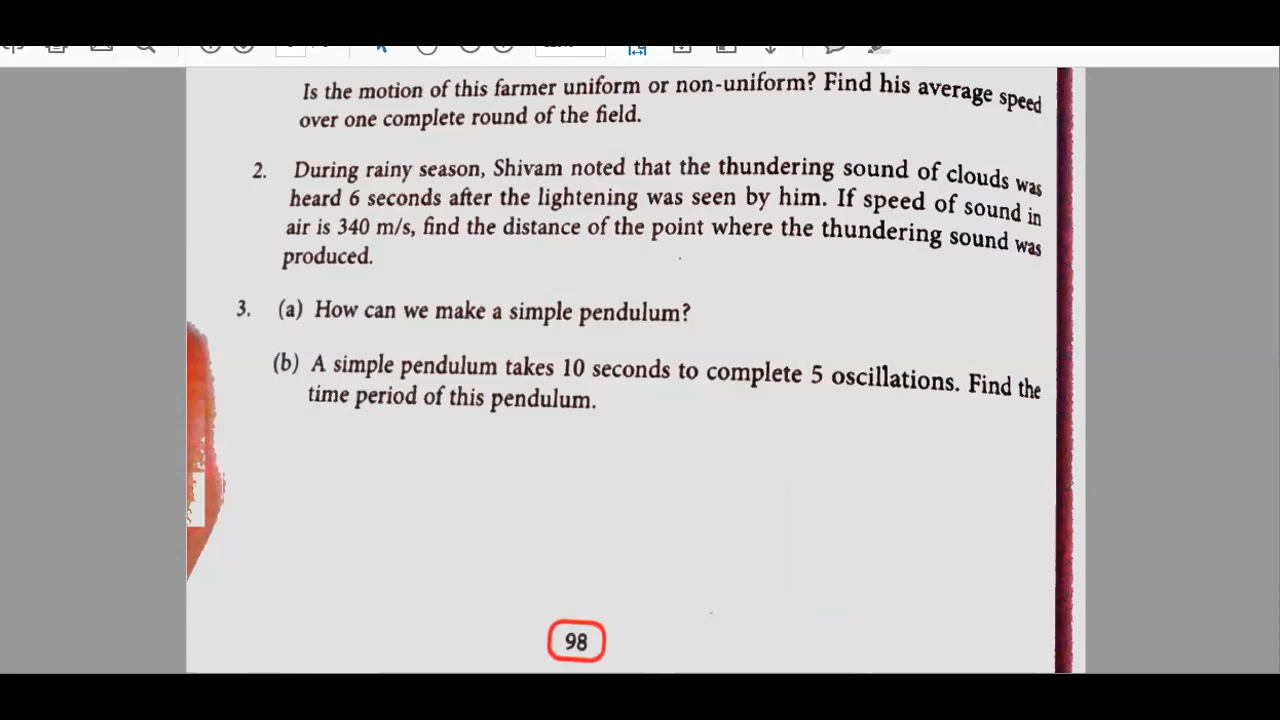 Is the motion of this farmer uniform or non-uniform? Find his average speed
over one complete round of the field.
2. During rainy season, Shivam noted that the thundering sound of clouds was
heard 6 seconds after the lightening was seen by him. If speed of sound in
air is 340 m/s, find the distance of the point where the thundering sound was
produced.
3. (a) How can we make a simple pendulum?
(b) A simple pendulum takes 10 seconds to complete 5 oscillations. Find the
time period of this pendulum.
98